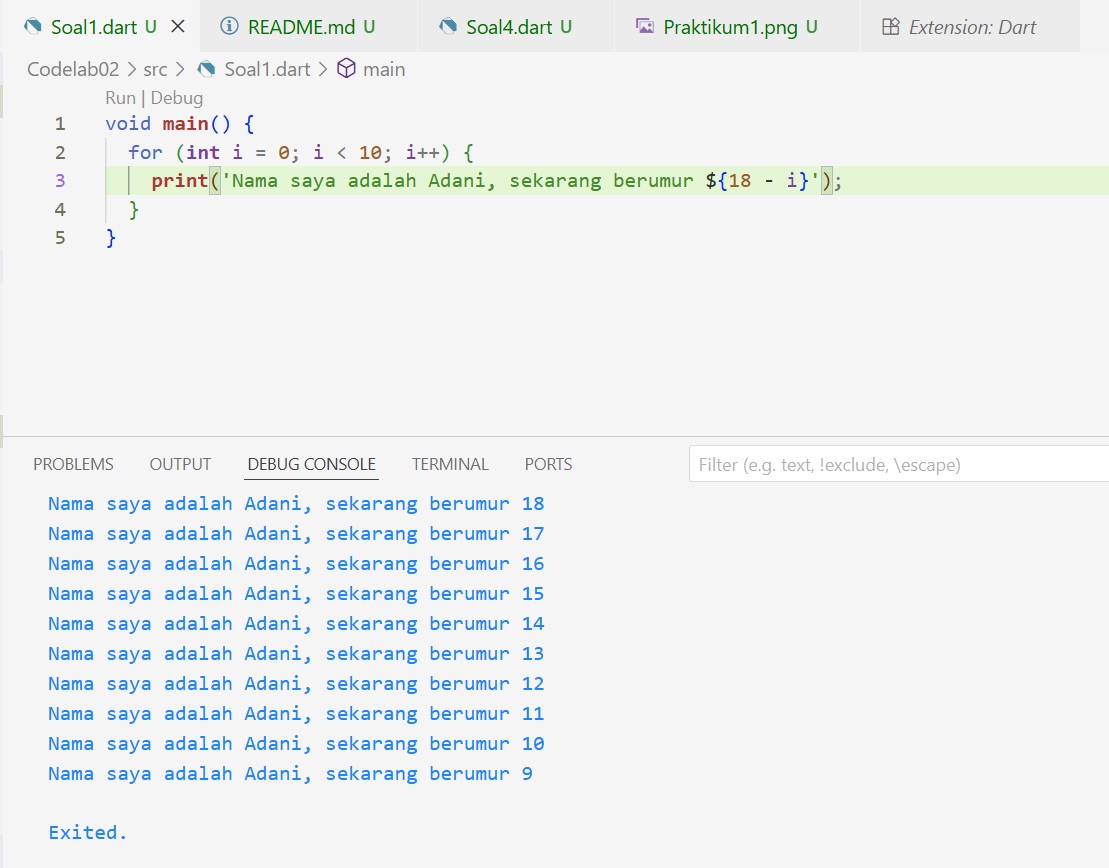 Soal1.dart U README.md U Soal4.dart U Praktikum1.png U Extension: Dart
Codelab02 > src > Soal1.dart > main
Run | Debug
1 void main() {
2   for (int i = 0; i < 10; i++) {
3     print('Nama saya adalah Adani, sekarang berumur ${18 - i}');
4   }
5 }
PROBLEMS OUTPUT DEBUG CONSOLE TERMINAL PORTS Filter (e.g. text, !exclude, \escape)
Nama saya adalah Adani, sekarang berumur 18
Nama saya adalah Adani, sekarang berumur 17
Nama saya adalah Adani, sekarang berumur 16
Nama saya adalah Adani, sekarang berumur 15
Nama saya adalah Adani, sekarang berumur 14
Nama saya adalah Adani, sekarang berumur 13
Nama saya adalah Adani, sekarang berumur 12
Nama saya adalah Adani, sekarang berumur 11
Nama saya adalah Adani, sekarang berumur 10
Nama saya adalah Adani, sekarang berumur 9
Exited.